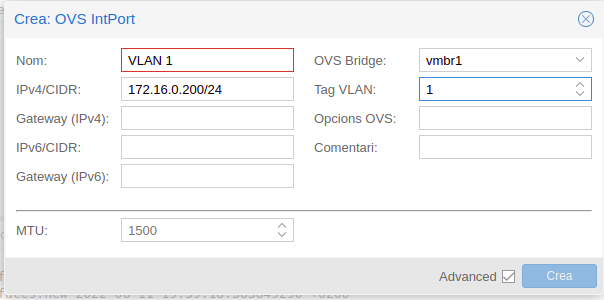 Crea: OVS IntPort
Nom: VLAN 1 OVS Bridge: vmbr1
IPv4/CIDR: 172.16.0.200/24 Tag VLAN: 1
Gateway (IPv4): Opcions OVS:
IPv6/CIDR: Comentari:
Gateway (IPv6):
MTU: 1500
Advanced Crea